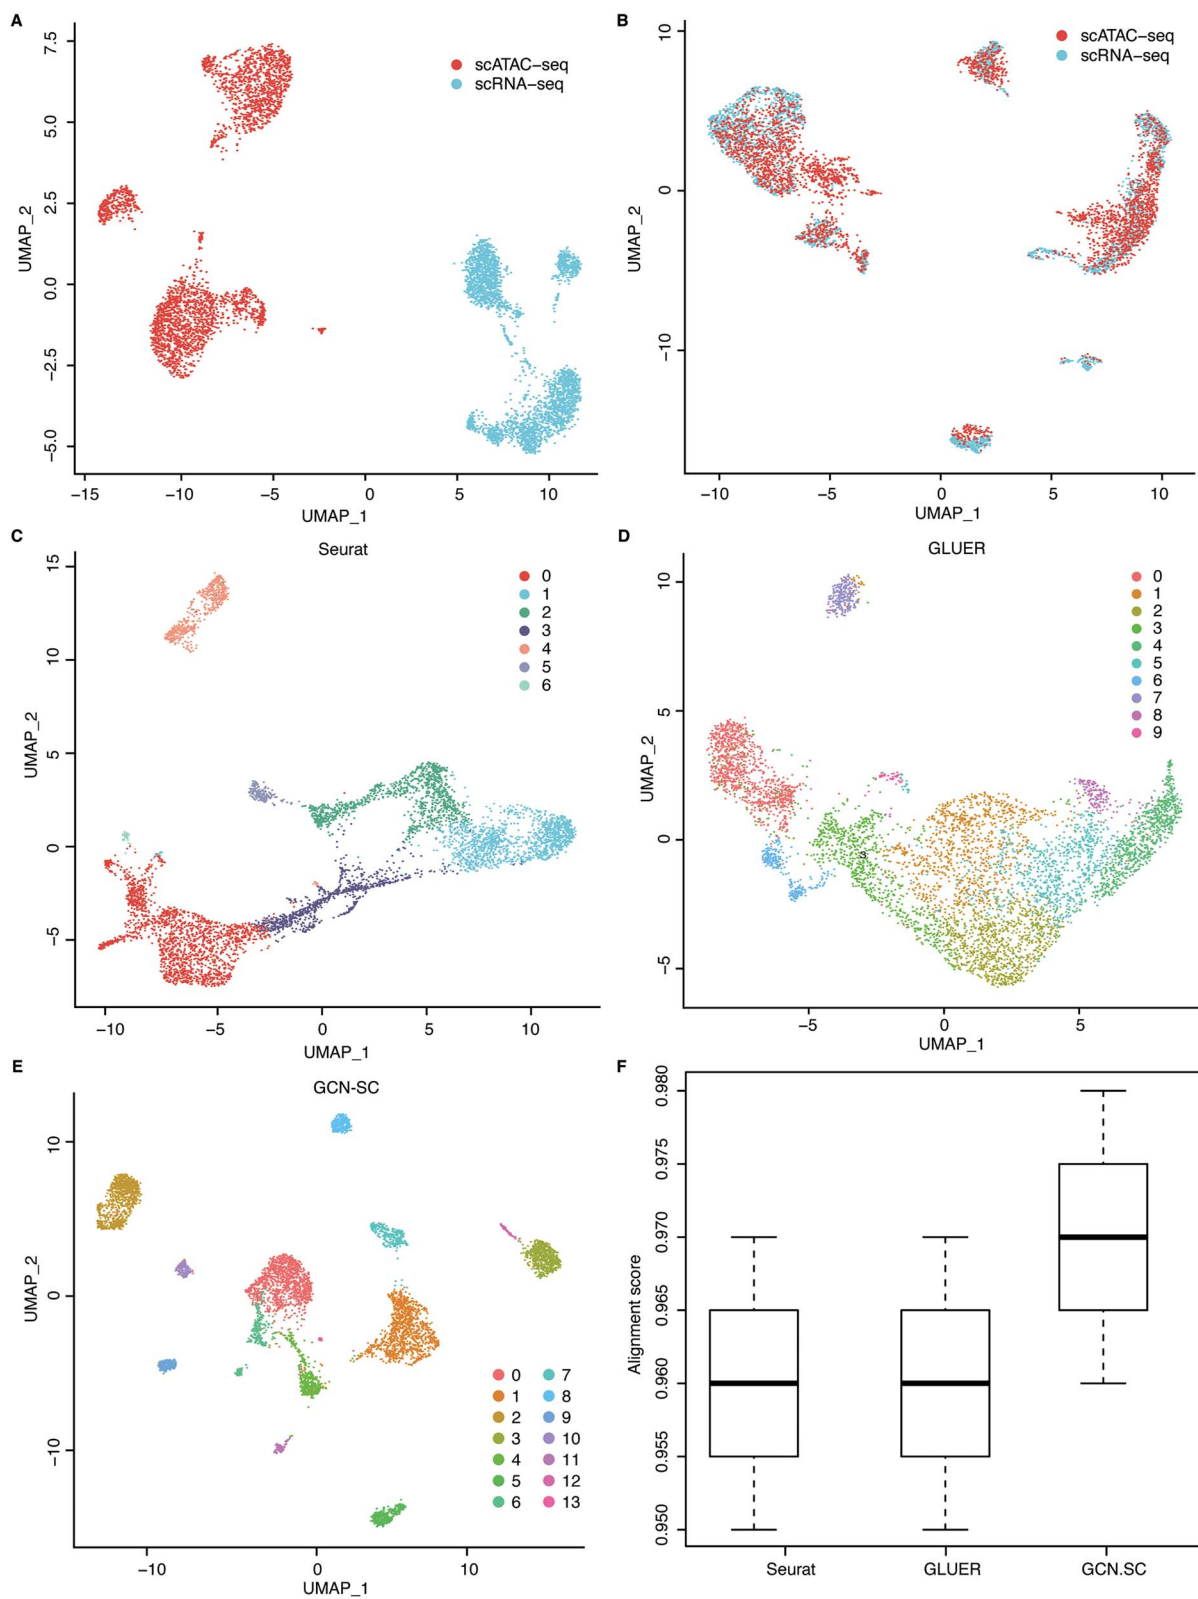 A
7.5
5.0
2.5
0.0
−2.5
−5.0
UMAP_2
scATAC−seq
scRNA−seq
−15
−10
−5
0
5
10
UMAP_1
B
10
0
−10
UMAP_2
scATAC−seq
scRNA−seq
−10
−5
0
5
10
UMAP_1
C
Seurat
15
10
5
0
−5
UMAP_2
0
1
2
3
4
5
6
−10
−5
0
5
10
UMAP_1
D
GLUER
10
5
0
−5
UMAP_2
0
1
2
3
4
5
6
7
8
9
3
−5
0
5
UMAP_1
E
GCN-SC
10
0
−10
UMAP_2
0 7
1 8
2 9
3 10
4 11
5 12
6 13
−10
0
10
UMAP_1
F
0.980
0.975
0.970
0.965
0.960
0.955
0.950
Alignment score
Seurat
GLUER
GCN.SC